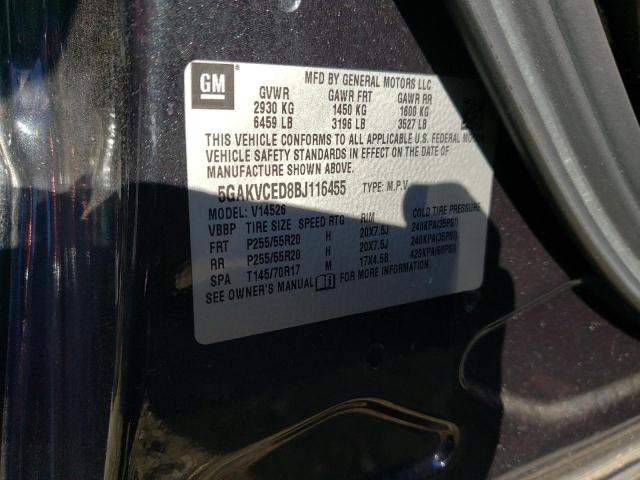 GM
MFD BY GENERAL MOTORS LLC
GVWR GAWR FRT GAWR RR
2930 KG 1450 KG 1600 KG
6459 LB 3196 LB 3527 LB
THIS VEHICLE CONFORMS TO ALL APPLICABLE U.S. FEDERAL MOTOR
VEHICLE SAFETY STANDARDS IN EFFECT ON THE DATE OF
MANUFACTURE SHOWN ABOVE.
5GAKVCED8BJ116455 TYPE: M.P.V.
MODEL: V14526
VBBP TIRE SIZE SPEED RTG RIM COLD TIRE PRESSURE
FRT P255/55R20 H 20X7.5J 240KPA(35PSI)
RR P255/55R20 H 20X7.5J 240KPA(35PSI)
SPA T145/70R17 M 17X4.5B 420KPA(60PSI)
SEE OWNER'S MANUAL FOR MORE INFORMATION.